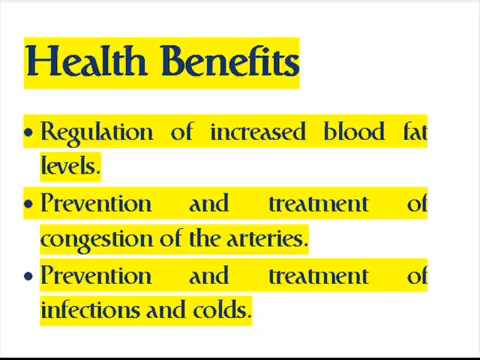 Health Benefits
• Regulation of increased blood fat
levels.
• Prevention and treatment of
congestion of the arteries.
• Prevention and treatment of
infections and colds.